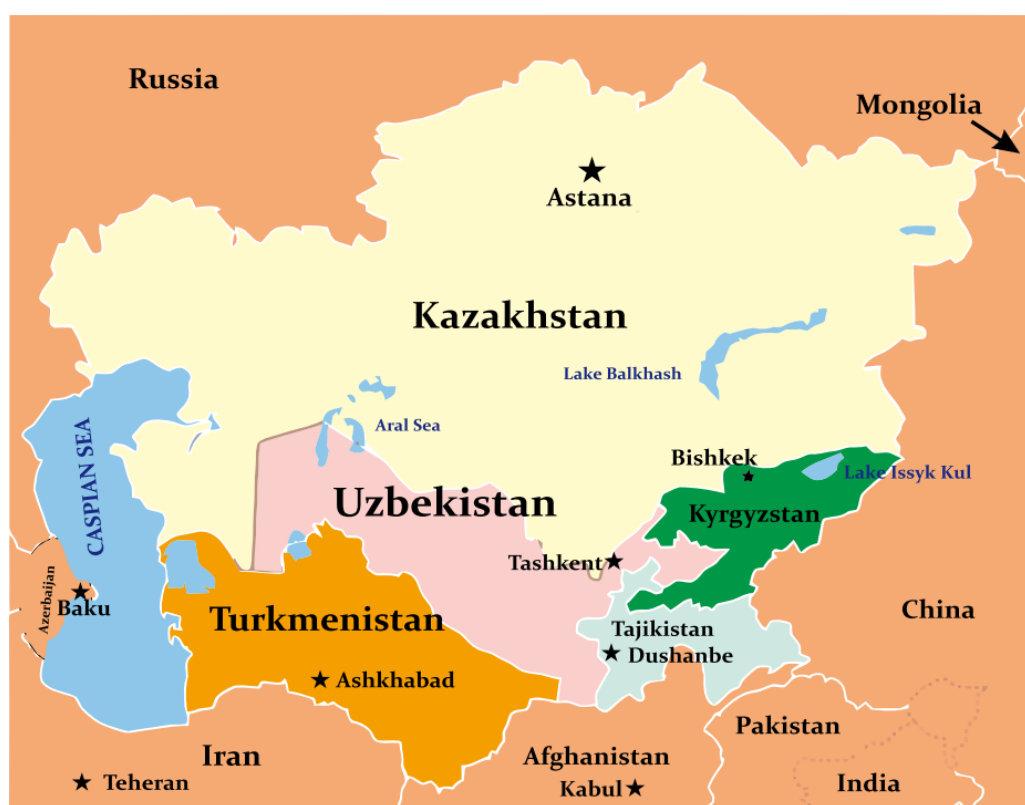 Russia
Mongolia
Astana
Kazakhstan
Lake Balkhash
Aral Sea
CASPIAN SEA
Bishkek
Lake Issyk Kul
Uzbekistan
Kyrgyzstan
Tashkent
Azerbaijan
Baku
Turkmenistan
Tajikistan
China
Dushanbe
Ashkhabad
Pakistan
Iran
Afghanistan
Teheran
Kabul
India